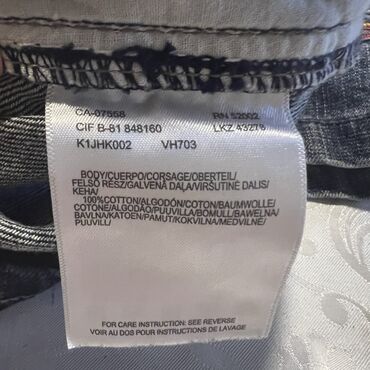 CA-07558 RN 52002
CIF B-81 848160 LKZ 43276
K1JHK002 VH703
BODY/CUERPO/CORSAGE/OBERTEIL/
FELSŐ RÉSZ/GALVENĀ DAĻA/VIRŠUTINE DALIS/
KEHA/
100%COTTON/ALGODÓN/COTON/BAUMWOLLE/
COTONE/ALGODÃO/PUUVILLA/BOMULL/BAWEŁNA/
BAVLNA/KATOEN/PAMUT/KOKVILNA/MEDVILNĖ/
PUUVILL/
FOR CARE INSTRUCTION: SEE REVERSE
VOIR AU DOS POUR INSTRUCTIONS DE LAVAGE